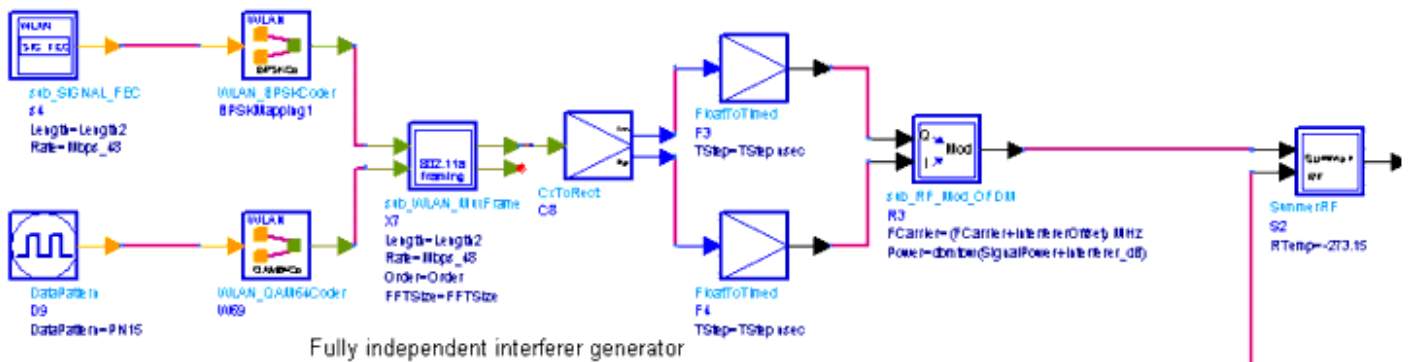 WLAN
SIG_FEC
sub_SIGNAL_FEC
s4
Length=Length2
Rate=Mbps_48
WLAN
BPSKCo
WLAN_BPSKCoder
BPSKMapping1
DataPattern
D9
DataPattern=PN15
WLAN
WLAN_QAM64Coder
W69
802.11a
framing
sub_WLAN_MuxFrame
X7
Length=Length2
Rate=Mbps_48
Order=Order
FFTSize=FFTSize
CxToRect
C8
FloatToTimed
F3
TStep=TStep usec
FloatToTimed
F4
TStep=TStep usec
Q
I
Mod
sub_RF_Mod_OFDM
R3
FCarrier=(FCarrier+InterfererOffset) MHz
Power=dbmtow(SignalPower+Interferer_dB)
RF
SummerRF
S2
RTemp=-273.15
Fully independent interferer generator